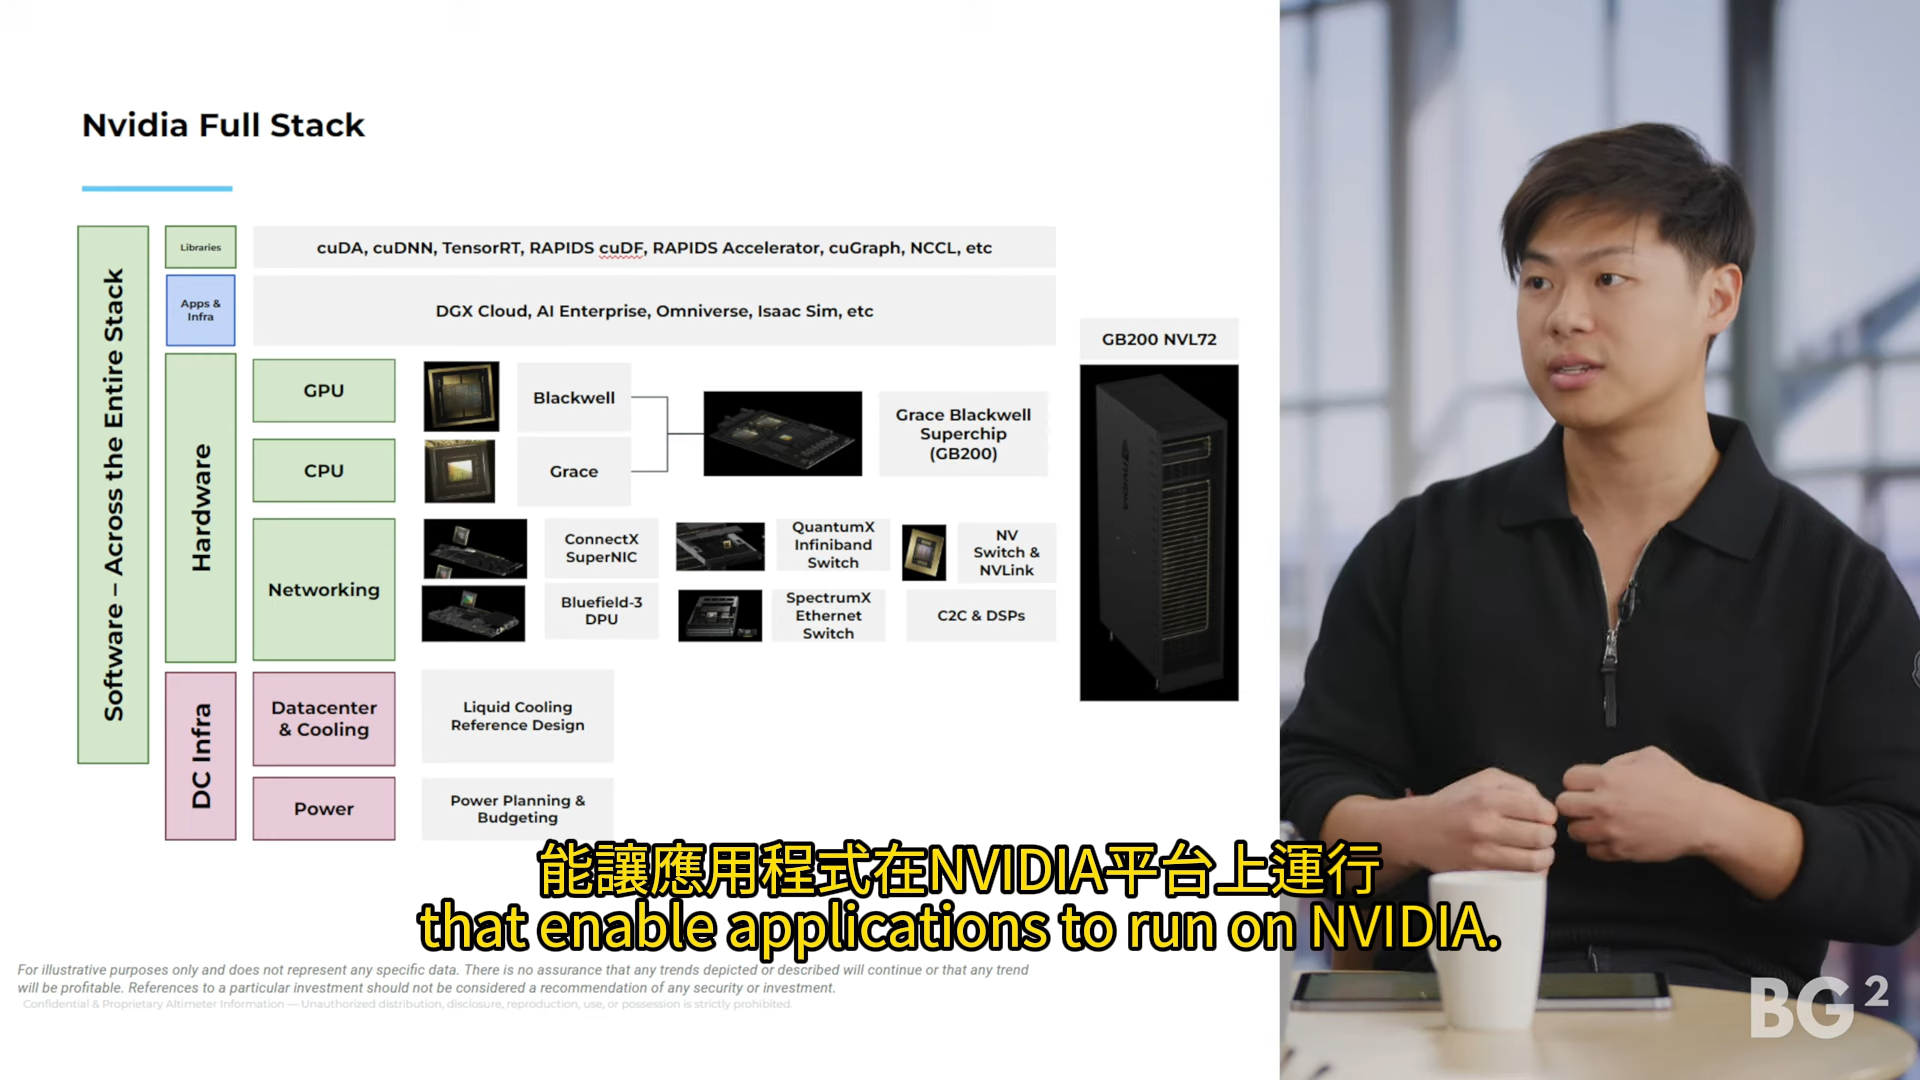 Nvidia Full Stack
Software – Across the Entire Stack
Libraries
cuDA, cuDNN, TensorRT, RAPIDS cuDF, RAPIDS Accelerator, cuGraph, NCCL, etc
Apps &
Infra
DGX Cloud, AI Enterprise, Omniverse, Isaac Sim, etc
Hardware
GPU
Blackwell
CPU
Grace
Grace Blackwell
Superchip
(GB200)
GB200 NVL72
NVIDIA
Networking
ConnectX
SuperNIC
QuantumX
Infiniband
Switch
NV
Switch &
NVLink
Bluefield-3
DPU
SpectrumX
Ethernet
Switch
C2C & DSPs
DC Infra
Datacenter
& Cooling
Liquid Cooling
Reference Design
Power
Power Planning &
Budgeting
能讓應用程式在NVIDIA平台上運行
that enable applications to run on NVIDIA.
For illustrative purposes only and does not represent any specific data. There is no assurance that any trends depicted or described will continue or that any trend
will be profitable. References to a particular investment should not be considered a recommendation of any security or investment.
Confidential & Proprietary Altimeter Information — Unauthorized distribution, disclosure, reproduction, use, or possession is strictly prohibited.
BG2